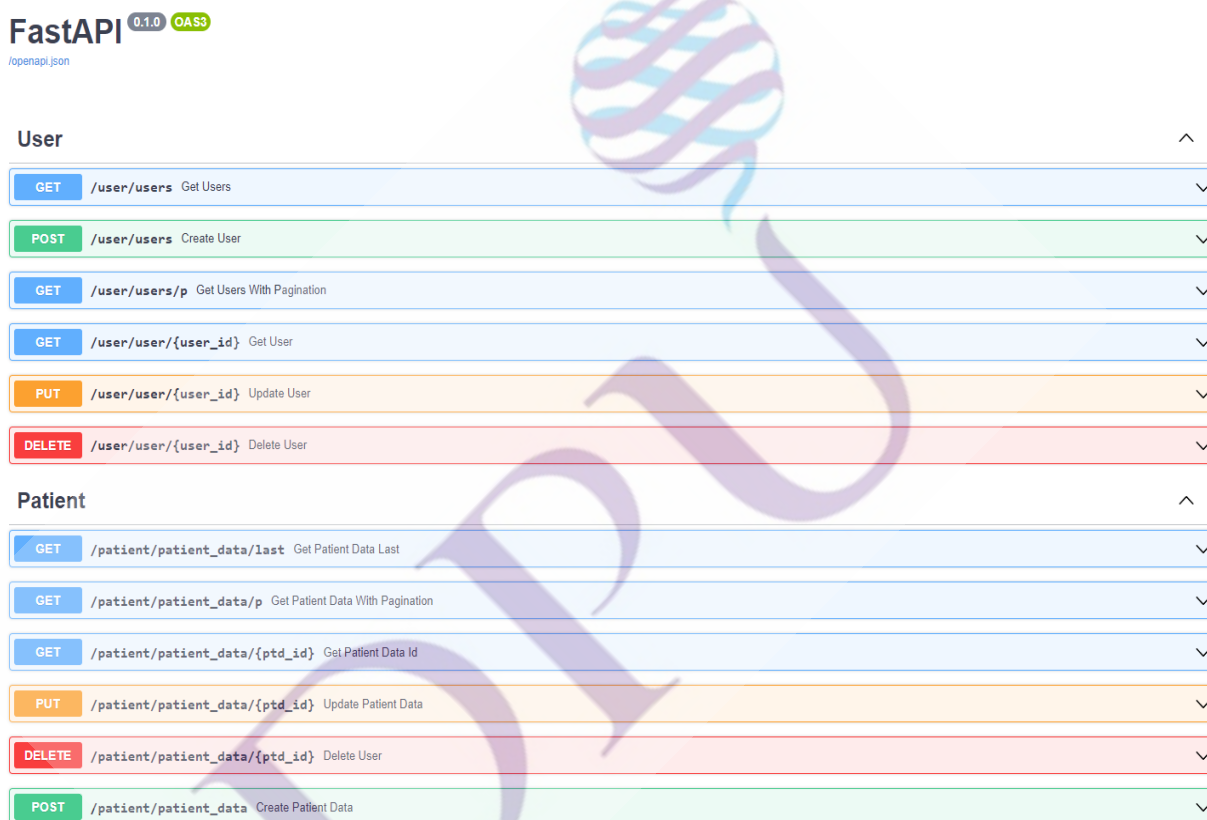 FastAPI 0.1.0 OAS3
/openapi.json
User
GET /user/users Get Users
POST /user/users Create User
GET /user/users/p Get Users With Pagination
GET /user/user/{user_id} Get User
PUT /user/user/{user_id} Update User
DELETE /user/user/{user_id} Delete User
Patient
GET /patient/patient_data/last Get Patient Data Last
GET /patient/patient_data/p Get Patient Data With Pagination
GET /patient/patient_data/{ptd_id} Get Patient Data Id
PUT /patient/patient_data/{ptd_id} Update Patient Data
DELETE /patient/patient_data/{ptd_id} Delete User
POST /patient/patient_data Create Patient Data
DPU